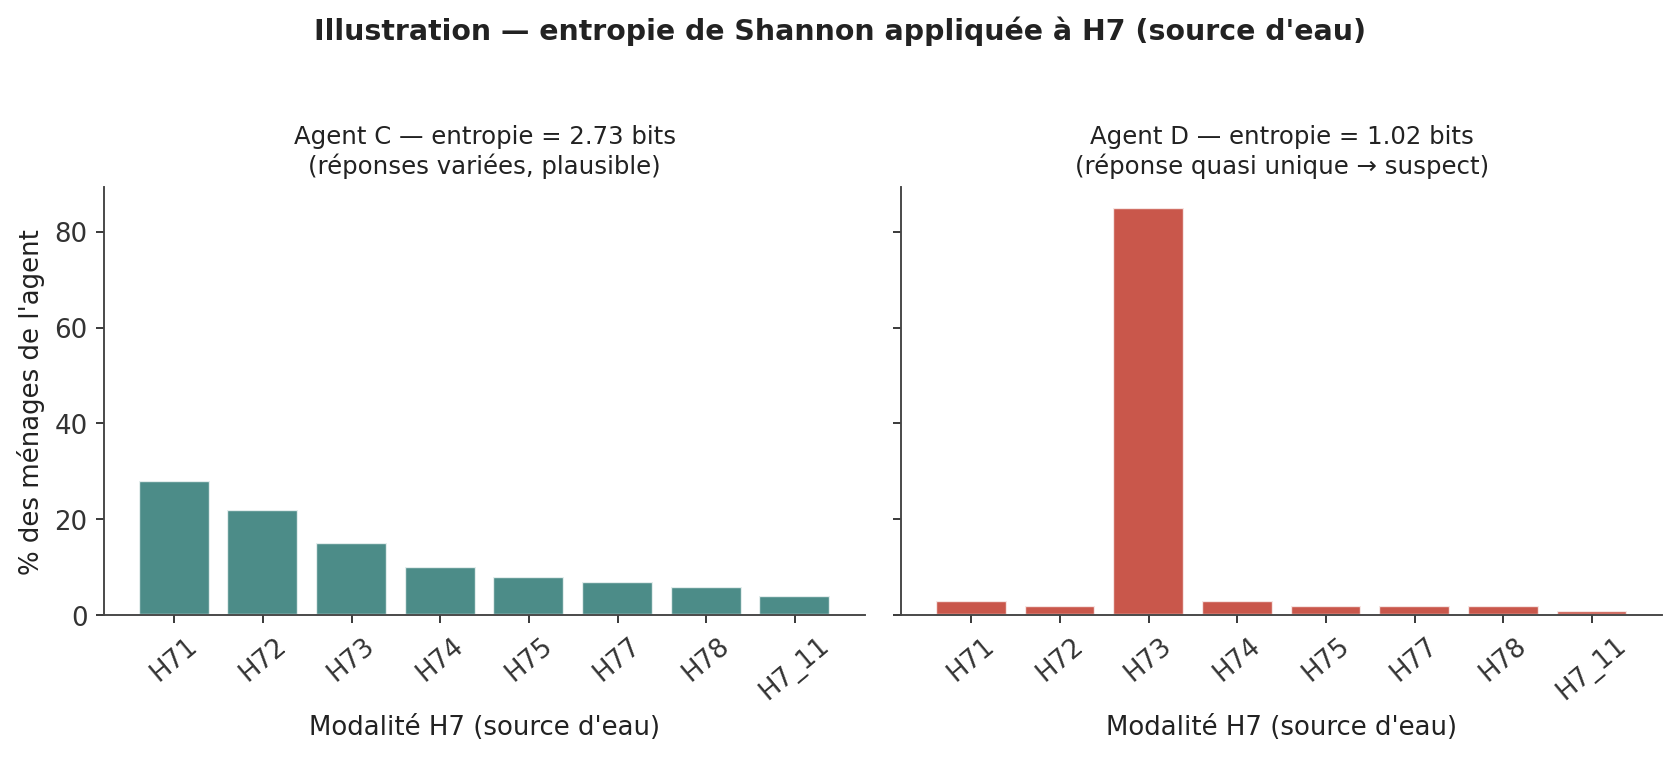 Illustration — entropie de Shannon appliquée à H7 (source d'eau)
Agent C — entropie = 2.73 bits
(réponses variées, plausible)
% des ménages de l'agent
80
60
40
20
0
H71
H72
H73
H74
H75
H77
H78
H7_11
Modalité H7 (source d'eau)
Agent D — entropie = 1.02 bits
(réponse quasi unique → suspect)
H71
H72
H73
H74
H75
H77
H78
H7_11
Modalité H7 (source d'eau)